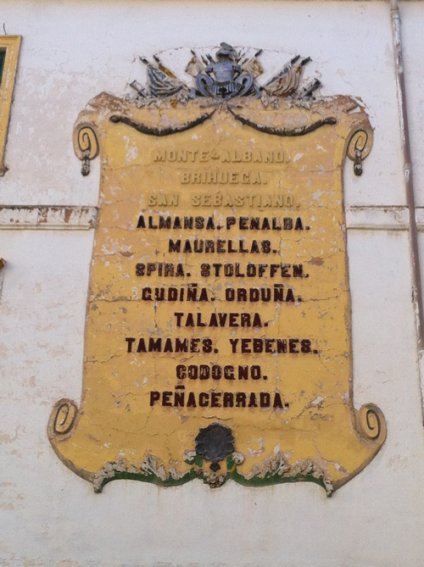 MONTE-ALBANO.
BRIHUEGA.
SAN SEBASTIANO.
ALMANSA. PENALBA.
MAURELLAS.
SPIRA. STOLOFFEN.
GUDIÑA. ORDUÑA.
TALAVERA.
TAMAMES. YEBENES.
CODOGNO.
PEÑACERRADA.